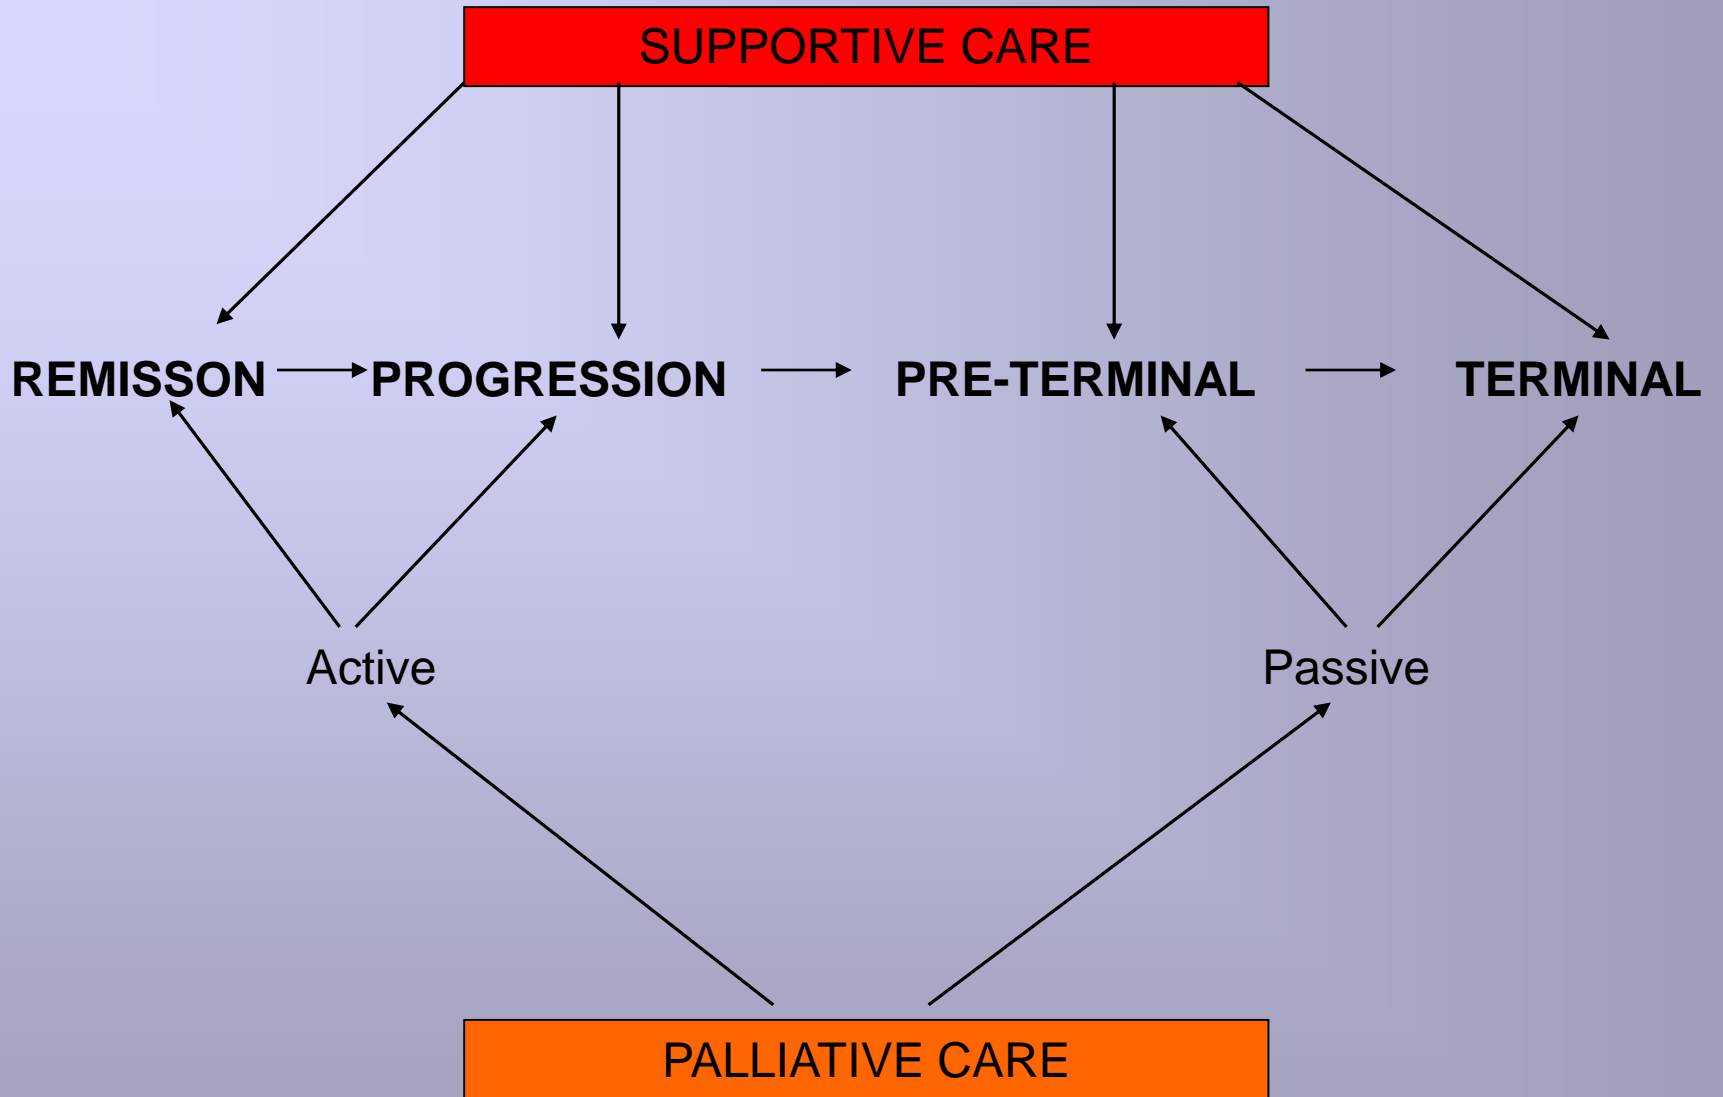 SUPPORTIVE CARE
REMISSON PROGRESSION PRE-TERMINAL TERMINAL
Active Passive
PALLIATIVE CARE